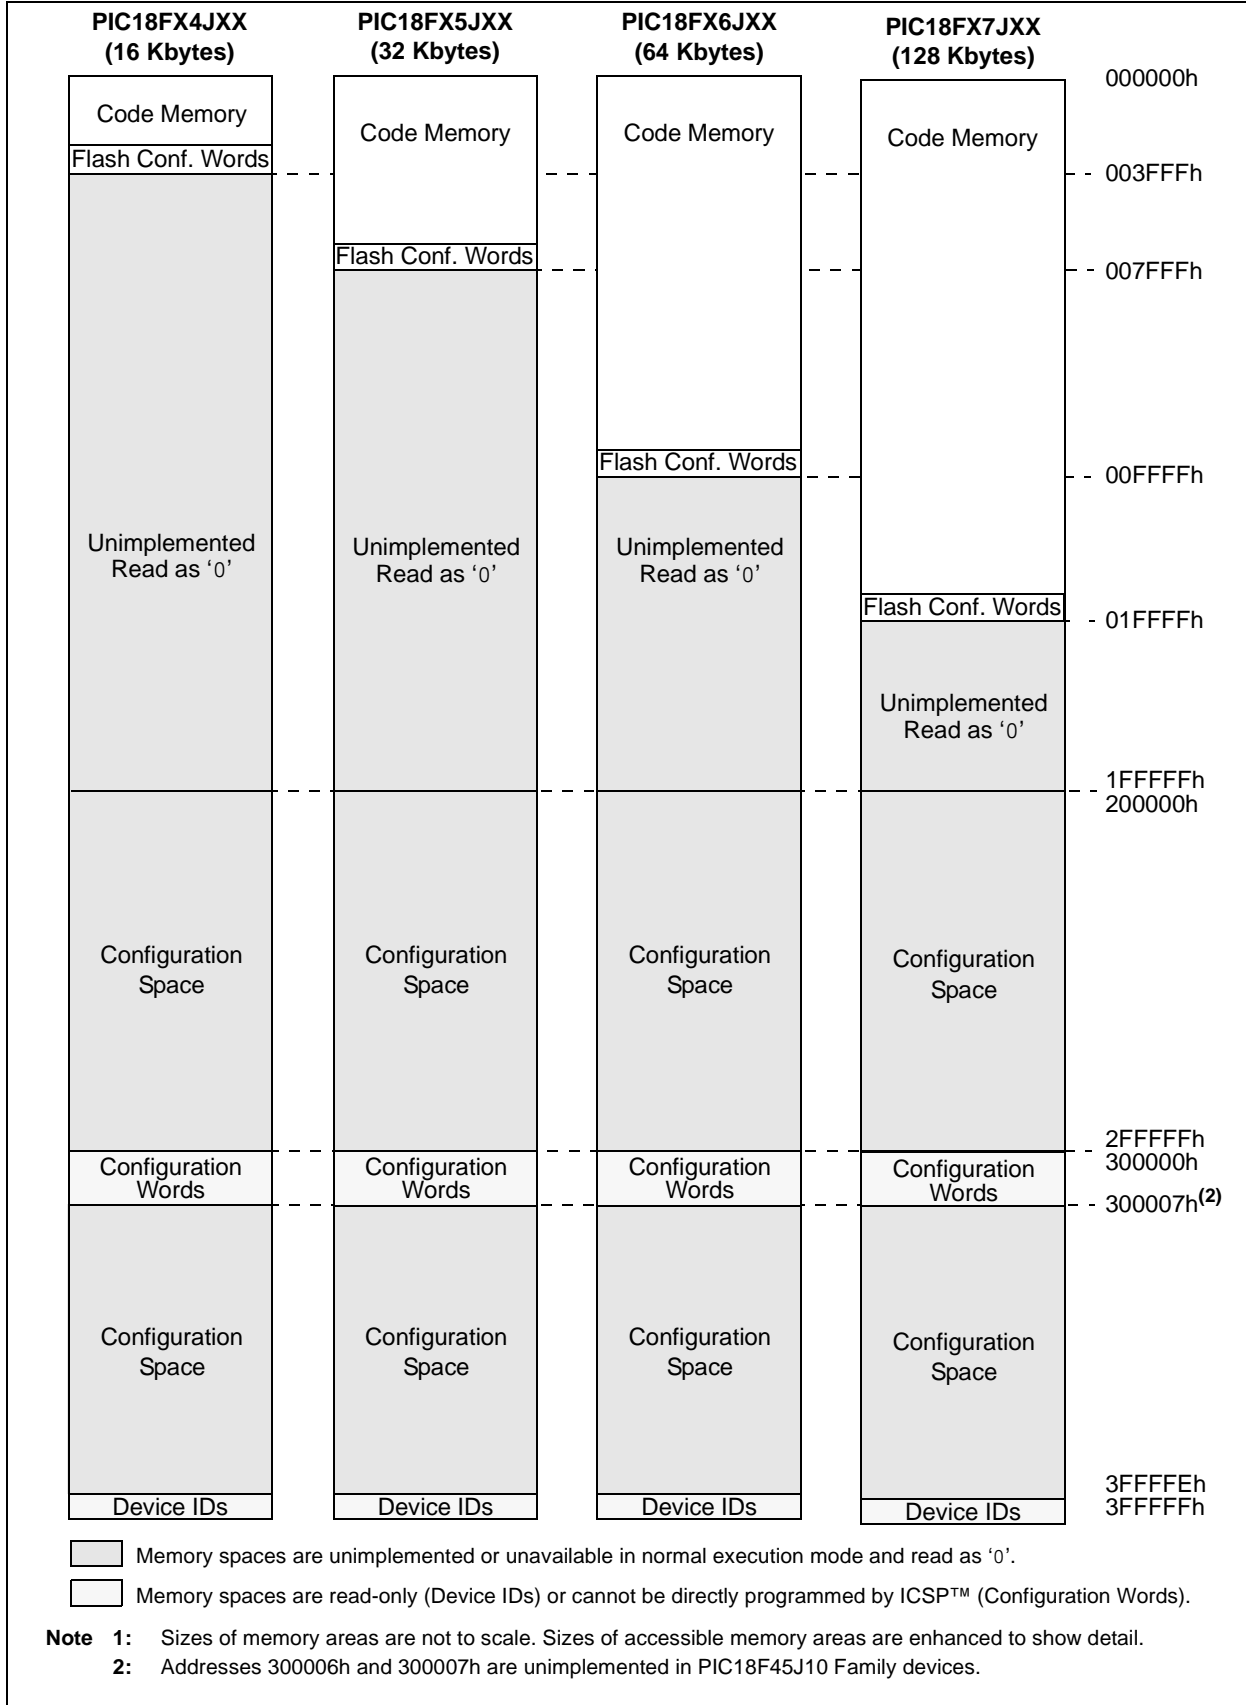 PIC18FX4JXX
(16 Kbytes)
PIC18FX5JXX
(32 Kbytes)
PIC18FX6JXX
(64 Kbytes)
PIC18FX7JXX
(128 Kbytes)
000000h
Code Memory
Code Memory
Code Memory
Code Memory
Flash Conf. Words
003FFFh
Flash Conf. Words
007FFFh
Flash Conf. Words
00FFFFh
Unimplemented
Read as ‘0’
Unimplemented
Read as ‘0’
Unimplemented
Read as ‘0’
Flash Conf. Words
01FFFFh
Unimplemented
Read as ‘0’
1FFFFFh
200000h
Configuration
Space
Configuration
Space
Configuration
Space
Configuration
Space
2FFFFFh
300000h
Configuration
Words
Configuration
Words
Configuration
Words
Configuration
Words
300007h(2)
Configuration
Space
Configuration
Space
Configuration
Space
Configuration
Space
3FFFFEh
3FFFFFh
Device IDs
Device IDs
Device IDs
Device IDs
Memory spaces are unimplemented or unavailable in normal execution mode and read as ‘0’.
Memory spaces are read-only (Device IDs) or cannot be directly programmed by ICSP™ (Configuration Words).
Note 1: Sizes of memory areas are not to scale. Sizes of accessible memory areas are enhanced to show detail.
2: Addresses 300006h and 300007h are unimplemented in PIC18F45J10 Family devices.